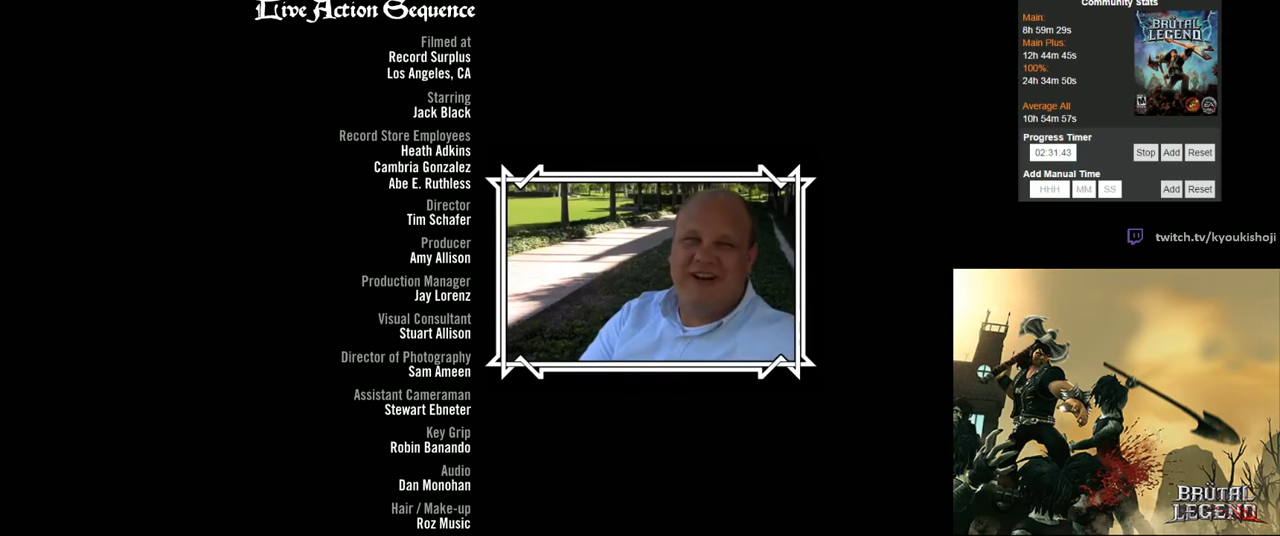 Live Action Sequence
Filmed at
Record Surplus
Los Angeles, CA
Starring
Jack Black
Record Store Employees
Heath Adkins
Cambria Gonzalez
Abe E. Ruthless
Director
Tim Schafer
Producer
Amy Allison
Production Manager
Jay Lorenz
Visual Consultant
Stuart Allison
Director of Photography
Sam Ameen
Assistant Cameraman
Stewart Ebneter
Key Grip
Robin Banando
Audio
Dan Monohan
Hair / Make-up
Roz Music
Community Stats
Main:
8h 59m 29s
Main Plus:
12h 44m 45s
100%:
24h 34m 50s
Average All
10h 54m 57s
BRÜTAL
LEGEND
EA
Progress Timer
02:31:43 Stop Add Reset
Add Manual Time
HHH MM SS Add Reset
twitch.tv/kyoukishoji
BRÜTAL
LEGEND